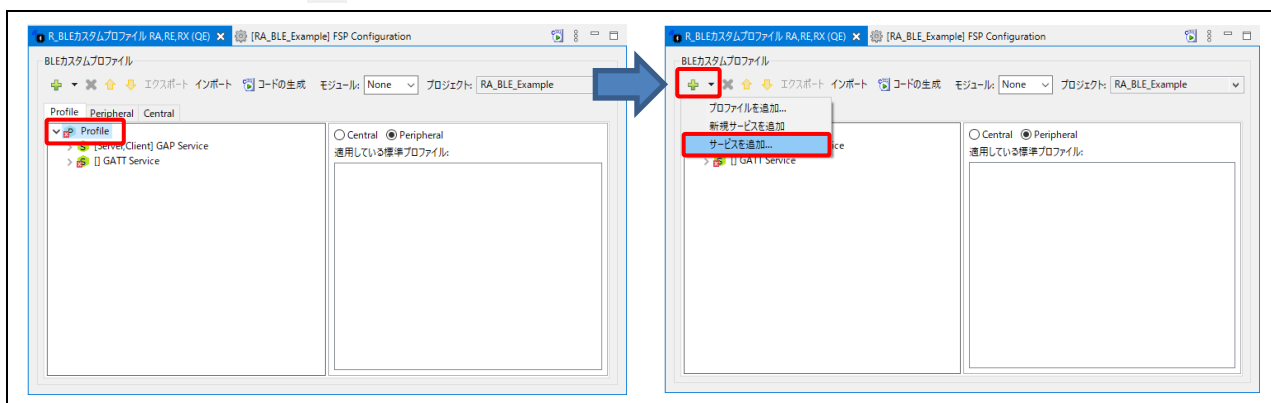 R_BLEカスタムプロファイル RA,RE,RX (QE) [RA_BLE_Example] FSP Configuration
BLEカスタムプロファイル
エクスポート インポート コードの生成 モジュール: None プロジェクト: RA_BLE_Example
Profile Peripheral Central
Profile
[Server,Client] GAP Service
[] GATT Service
Central Peripheral
適用している標準プロファイル:
R_BLEカスタムプロファイル RA,RE,RX (QE) [RA_BLE_Example] FSP Configuration
BLEカスタムプロファイル
エクスポート インポート コードの生成 モジュール: None プロジェクト: RA_BLE_Example
プロファイルを追加...
新規サービスを追加
サービスを追加...
[] GATT Service
Central Peripheral
適用している標準プロファイル: